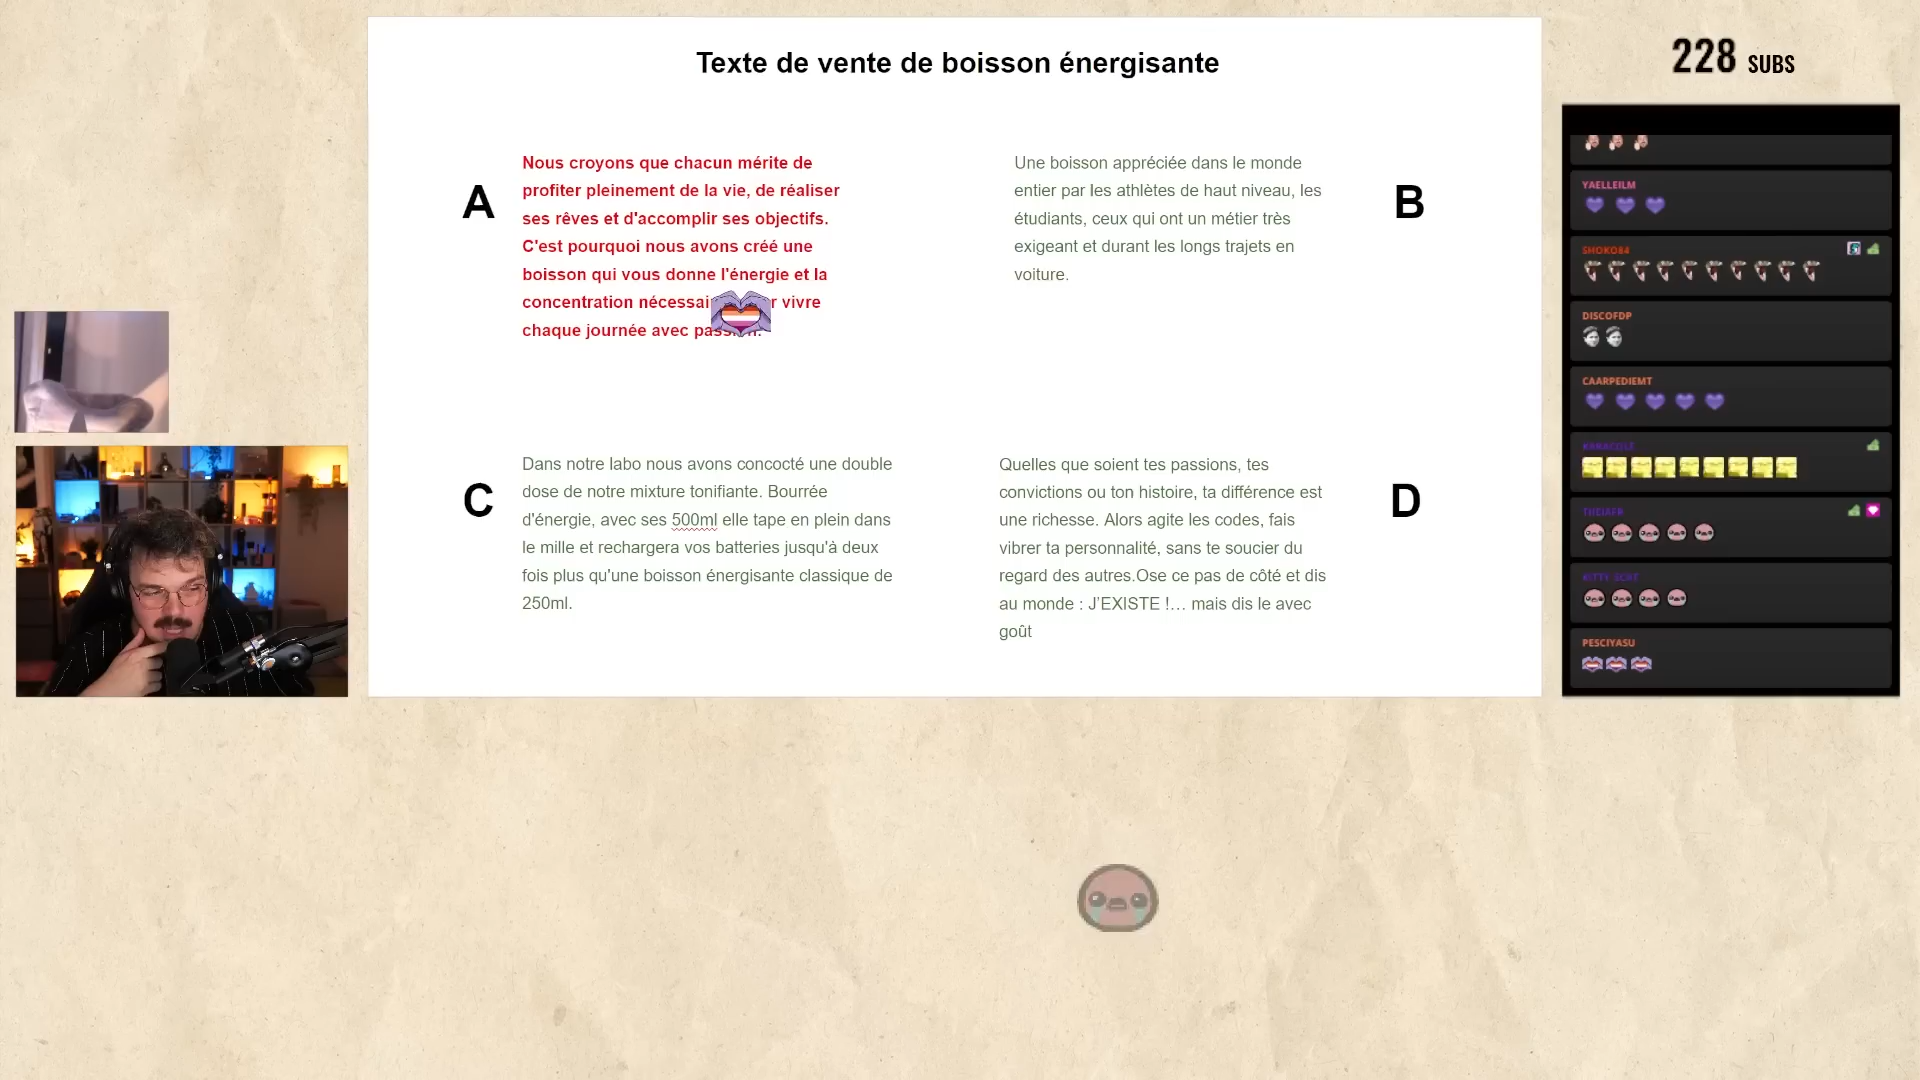 Texte de vente de boisson énergisante
228 SUBS
A
Nous croyons que chacun mérite de
profiter pleinement de la vie, de réaliser
ses rêves et d'accomplir ses objectifs.
C'est pourquoi nous avons créé une
boisson qui vous donne l'énergie et la
concentration vivre
chaque journée avec
Une boisson appréciée dans le monde
entier par les athlètes de haut niveau, les
étudiants, ceux qui ont un métier très
exigeant et durant les longs trajets en
voiture.
B
C
Dans notre labo nous avons concocté une double
dose de notre mixture tonifiante. Bourrée
d'énergie, avec ses 500ml elle tape en plein dans
le mille et rechargera vos batteries jusqu'à deux
fois plus qu'une boisson énergisante classique de
250ml.
Quelles que soient tes passions, tes
convictions ou ton histoire, ta différence est
une richesse. Alors agite les codes, fais
vibrer ta personnalité, sans te soucier du
regard des autres.Ose ce pas de côté et dis
au monde : J'EXISTE !… mais dis le avec
goût
D
YAELLEILM
SHOKO84
DISCOFDP
CAARPEDIEMT
PESCIYASU